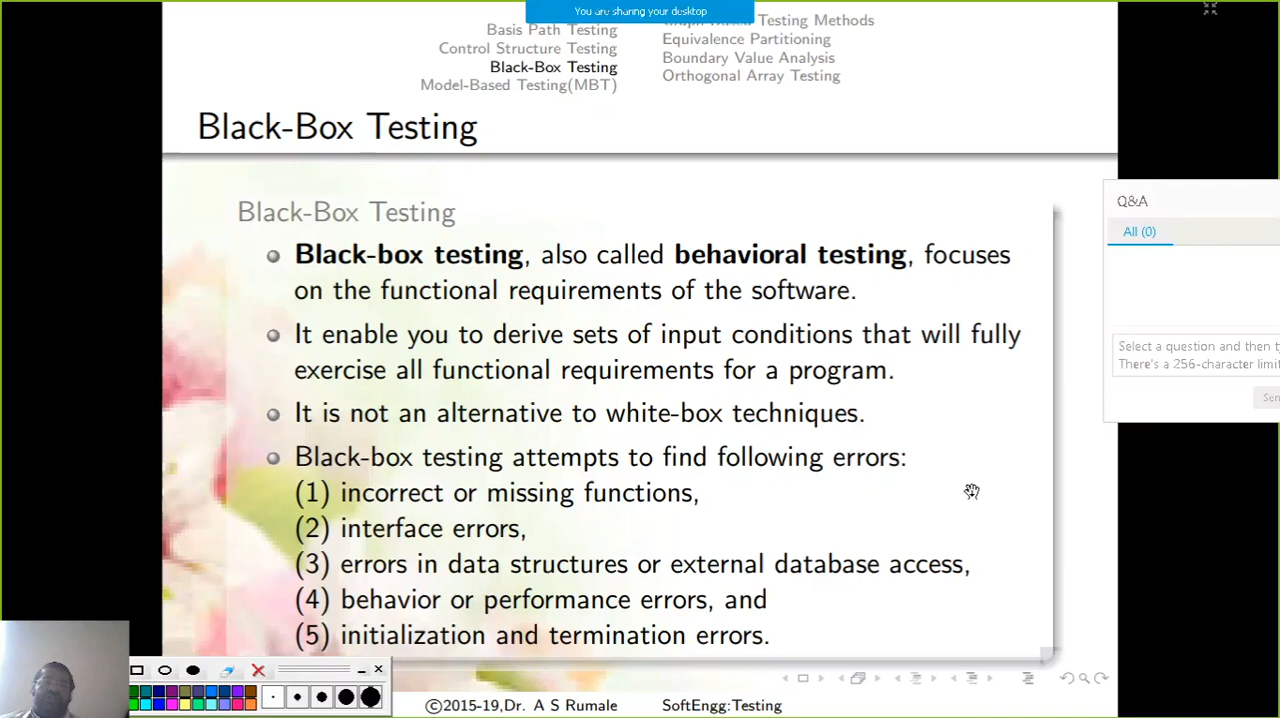 You are sharing your desktop
Basis Path Testing
Control Structure Testing
Black-Box Testing
Model-Based Testing(MBT)
Testing Methods
Equivalence Partitioning
Boundary Value Analysis
Orthogonal Array Testing
Black-Box Testing
Black-Box Testing
Black-box testing, also called behavioral testing, focuses
on the functional requirements of the software.
It enable you to derive sets of input conditions that will fully
exercise all functional requirements for a program.
It is not an alternative to white-box techniques.
Black-box testing attempts to find following errors:
(1) incorrect or missing functions,
(2) interface errors,
(3) errors in data structures or external database access,
(4) behavior or performance errors, and
(5) initialization and termination errors.
©2015-19,Dr. A S Rumale
SoftEngg:Testing
Q&A
All (0)
Select a question and then t
There's a 256-character limi
Sen